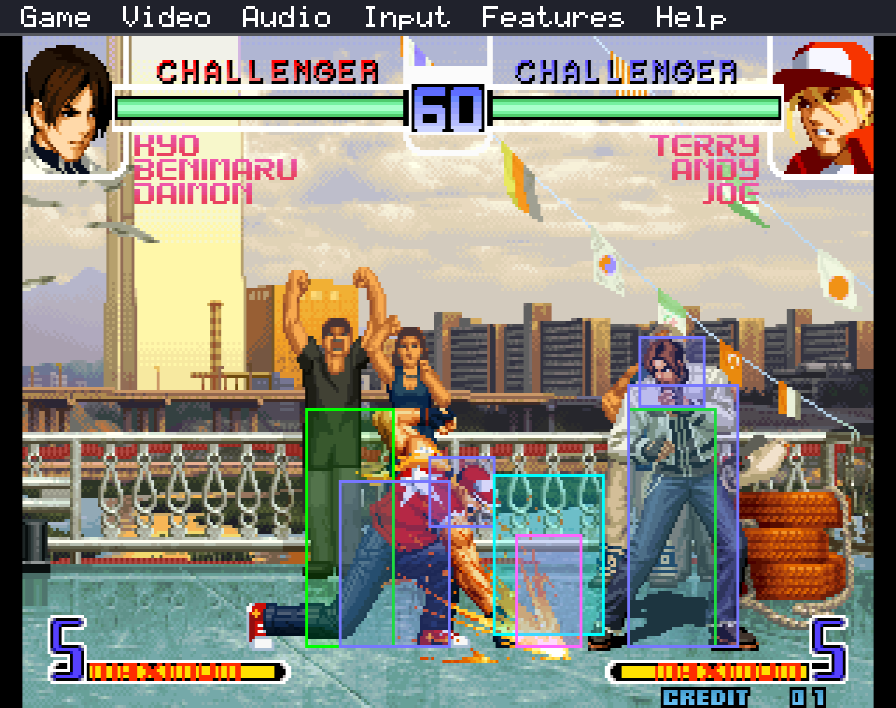 Game Video Audio Input Features Help
CHALLENGER CHALLENGER
60
KYO TERRY
BENIMARU ANDY
DAIMON JOE
5 5
MAXIMUM MAXIMUM
CREDIT 01